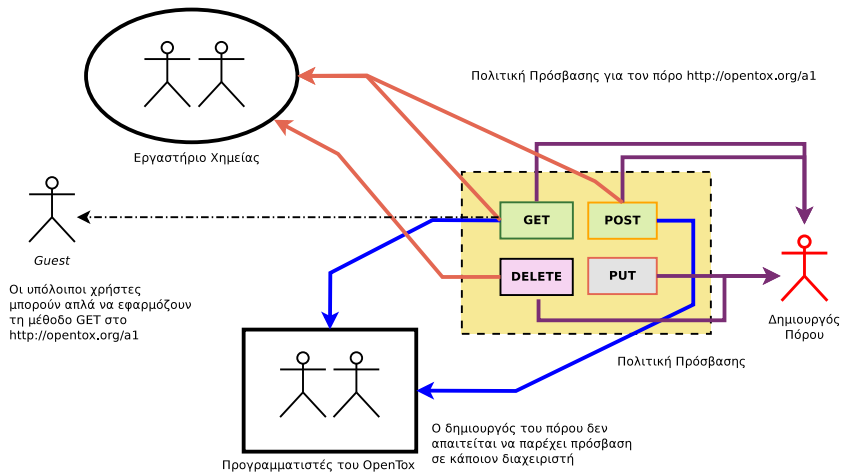 Πολιτική Πρόσβασης για τον πόρο http://opentox.org/a1
Εργαστήριο Χημείας
Guest
GET
POST
DELETE
PUT
Οι υπόλοιποι χρήστες
μπορούν απλά να εφαρμόζουν
τη μέθοδο GET στο
http://opentox.org/a1
Δημιουργός
Πόρου
Πολιτική Πρόσβασης
Ο δημιουργός του πόρου δεν
απαιτείται να παρέχει πρόσβαση
σε κάποιον διαχειριστή
Προγραμματιστές του OpenTox